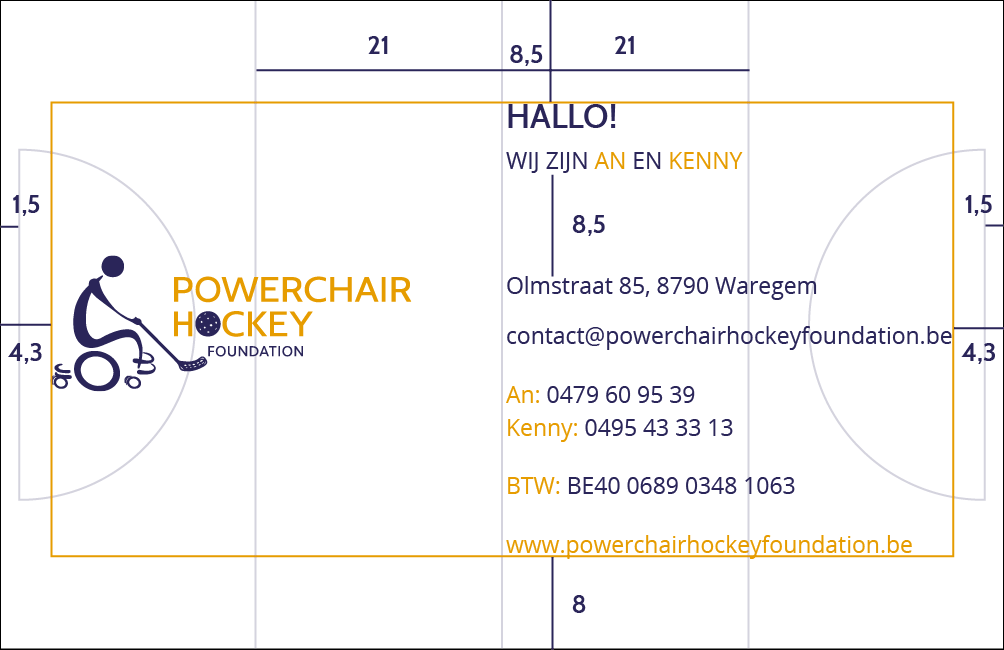 21
8,5
21
HALLO!
WIJ ZIJN AN EN KENNY
1,5
8,5
1,5
POWERCHAIR
HOCKEY
FOUNDATION
Olmstraat 85, 8790 Waregem
contact@powerchairhockeyfoundation.be
4,3
4,3
An: 0479 60 95 39
Kenny: 0495 43 33 13
BTW: BE40 0689 0348 1063
www.powerchairhockeyfoundation.be
8